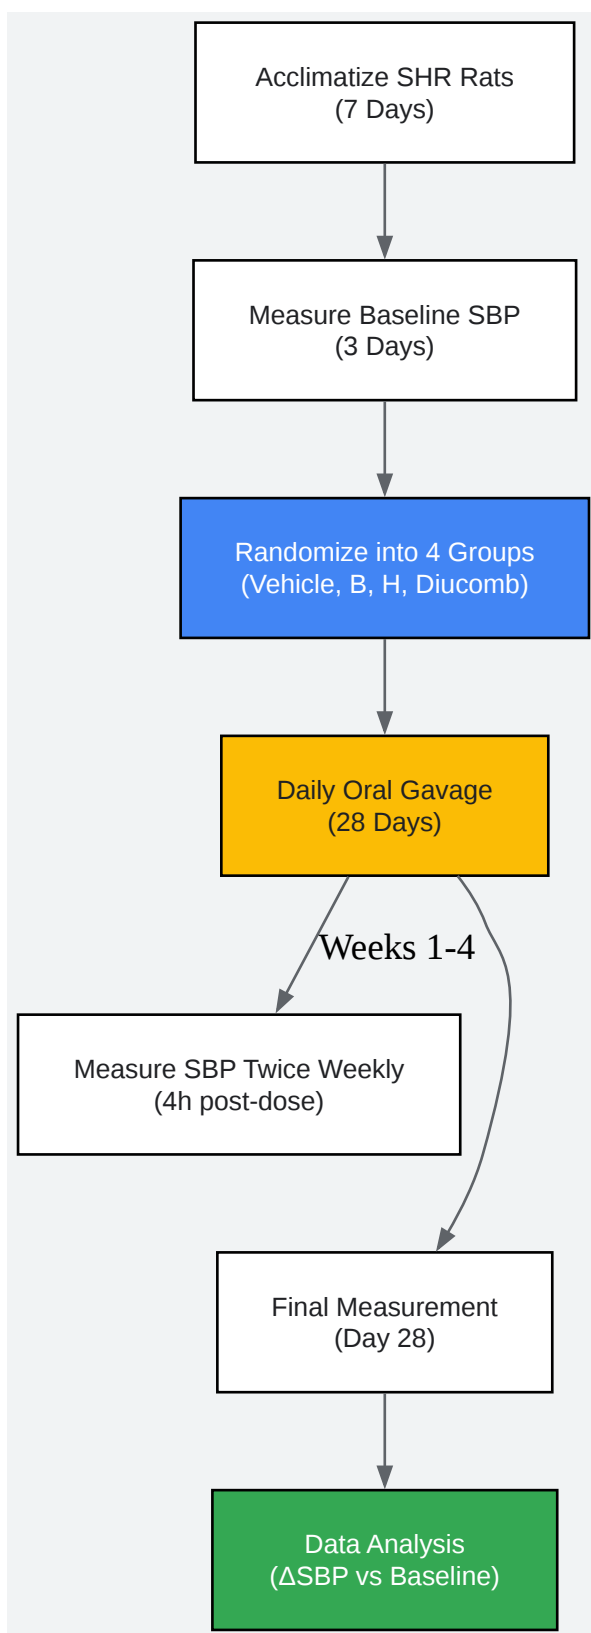 Acclimatize SHR Rats
(7 Days)
Measure Baseline SBP
(3 Days)
Randomize into 4 Groups
(Vehicle, B, H, Diucomb)
Daily Oral Gavage
(28 Days)
Weeks 1-4
Measure SBP Twice Weekly
(4h post-dose)
Final Measurement
(Day 28)
Data Analysis
(ΔSBP vs Baseline)